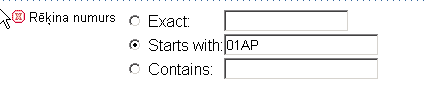 Rēķina numurs
Exact:
Starts with: 01AP
Contains: